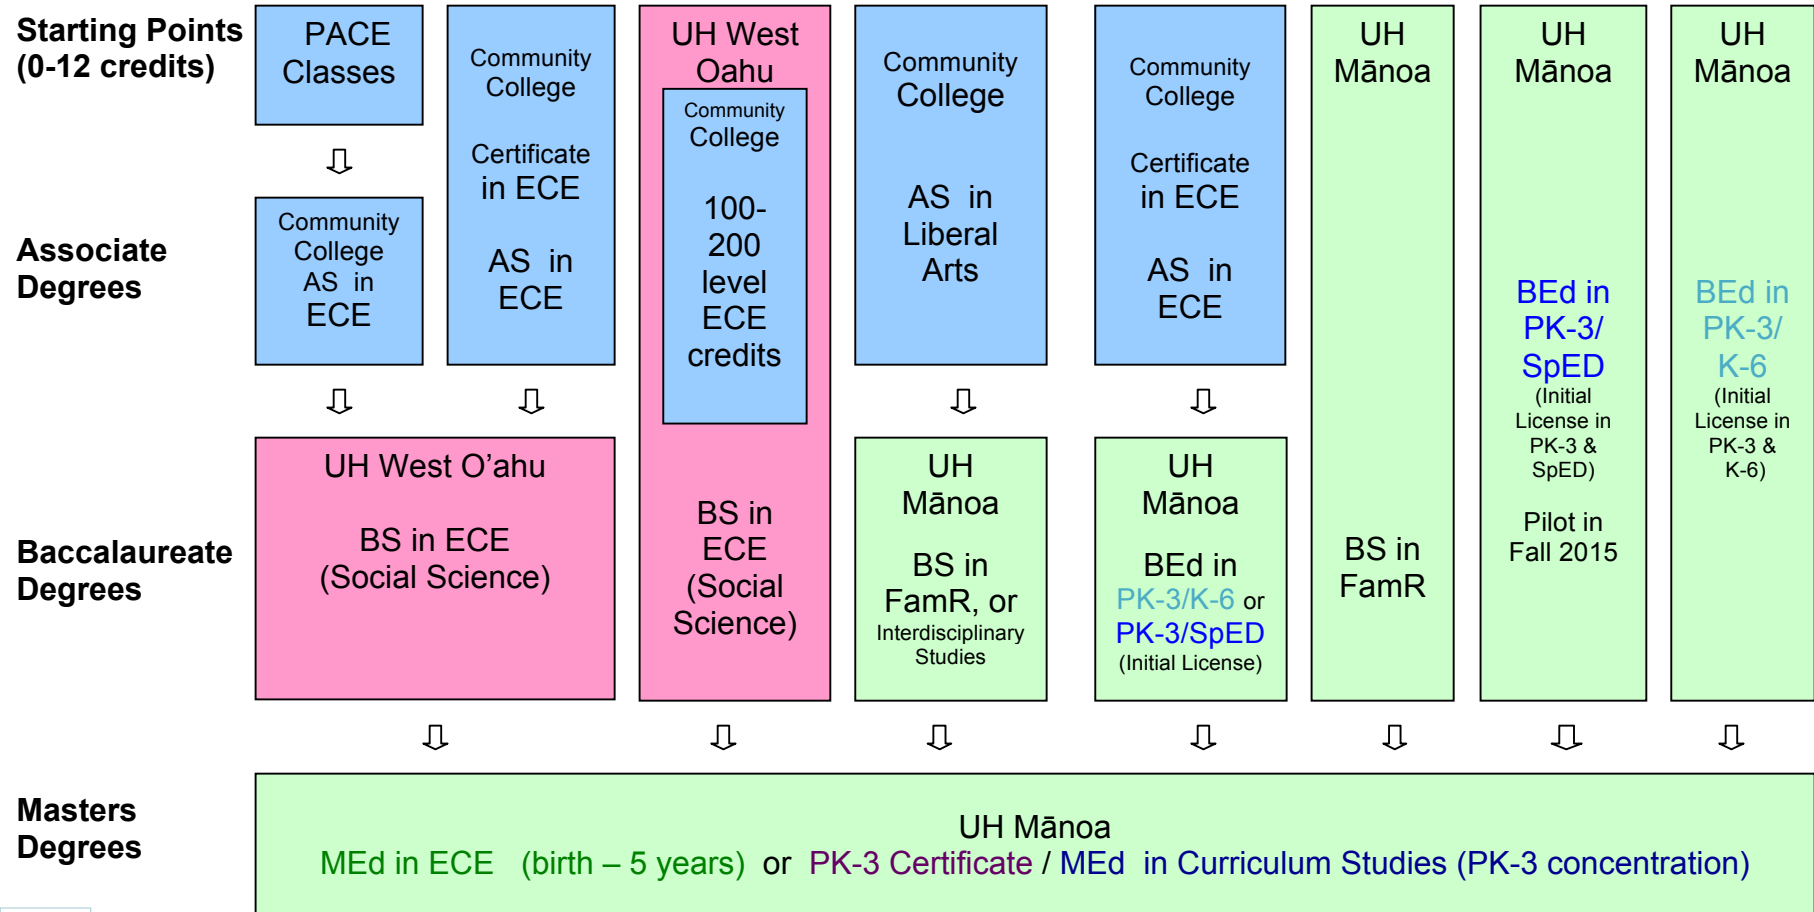 Starting Points
(0-12 credits)
PACE
Classes
Community
College
Certificate
in ECE
AS in
ECE
UH West
Oahu
Community
College
100-
200
level
ECE
credits
BS in
ECE
(Social
Science)
Community
College
AS in
Liberal
Arts
Community
College
Certificate
in ECE
AS in
ECE
UH
Mānoa
BS in
FamR
UH
Mānoa
BEd in
PK-3/
SpED
(Initial
License in
PK-3 &
SpED)
Pilot in
Fall 2015
UH
Mānoa
BEd in
PK-3/
K-6
(Initial
License in
PK-3 &
K-6)
Associate
Degrees
Community
College
AS in
ECE
Baccalaureate
Degrees
UH West O’ahu
BS in ECE
(Social Science)
UH
Mānoa
BS in
FamR, or
Interdisciplinary
Studies
UH
Mānoa
BEd in
PK-3/K-6 or
PK-3/SpED
(Initial License)
Masters
Degrees
UH Mānoa
MEd in ECE (birth – 5 years) or PK-3 Certificate / MEd in Curriculum Studies (PK-3 concentration)